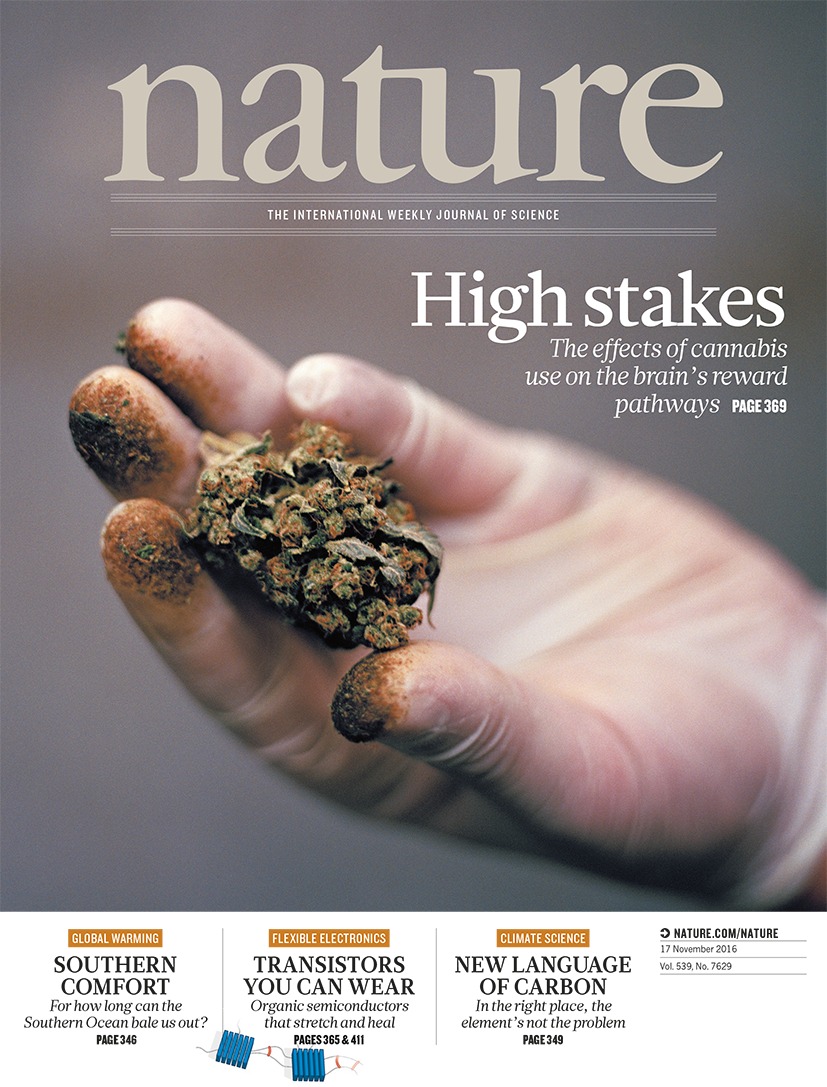 nature
THE INTERNATIONAL WEEKLY JOURNAL OF SCIENCE
High stakes
The effects of cannabis
use on the brain's reward
pathways PAGE 369
GLOBAL WARMING
SOUTHERN
COMFORT
For how long can the
Southern Ocean bale us out?
PAGE 346
FLEXIBLE ELECTRONICS
TRANSISTORS
YOU CAN WEAR
Organic semiconductors
that stretch and heal
PAGES 365 & 411
CLIMATE SCIENCE
NEW LANGUAGE
OF CARBON
In the right place, the
element's not the problem
PAGE 349
NATURE.COM/NATURE
17 November 2016
Vol. 539, No. 7629